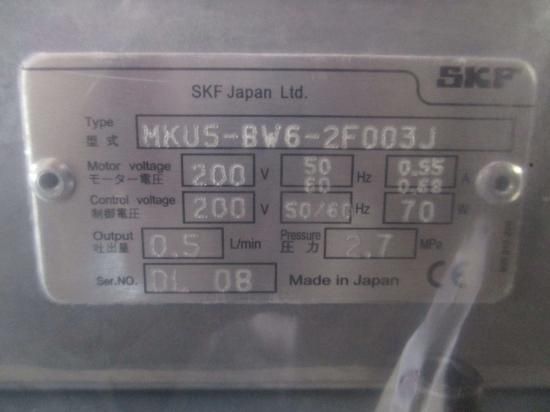 SKF
SKF Japan Ltd.
Type
型式 MKU5-BW6-2F003J
Motor voltage 200 V 50 Hz 0.55 A
モーター電圧 60 0.68
Control voltage 200 V 50/60 Hz 70 W
制御電圧
Output 0.5 L/min Pressure 2.7 MPa
吐出量 圧力
Ser.NO. DL 08 Made in Japan CE